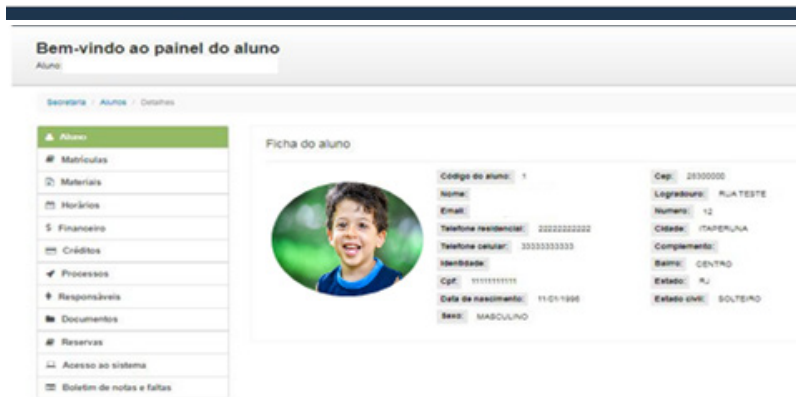 Bem-vindo ao painel do aluno
Aluno:
Secretaria / Alunos / Detalhes
Aluno
Matrículas
Materiais
Horários
$ Financeiro
Créditos
Processos
Responsáveis
Documentos
Reservas
Acesso ao sistema
Boletim de notas e faltas
Ficha do aluno
Código do aluno: 1
Nome:
Email:
Telefone residencial: 22222222222
Telefone celular: 33333333333
Identidade:
Cpf: 11111111111
Data de nascimento: 11/01/1996
Sexo: MASCULINO
Cep: 28300000
Logradouro: RUA TESTE
Numero: 12
Cidade: ITAPERUNA
Complemento:
Bairro: CENTRO
Estado: RJ
Estado civil: SOLTEIRO